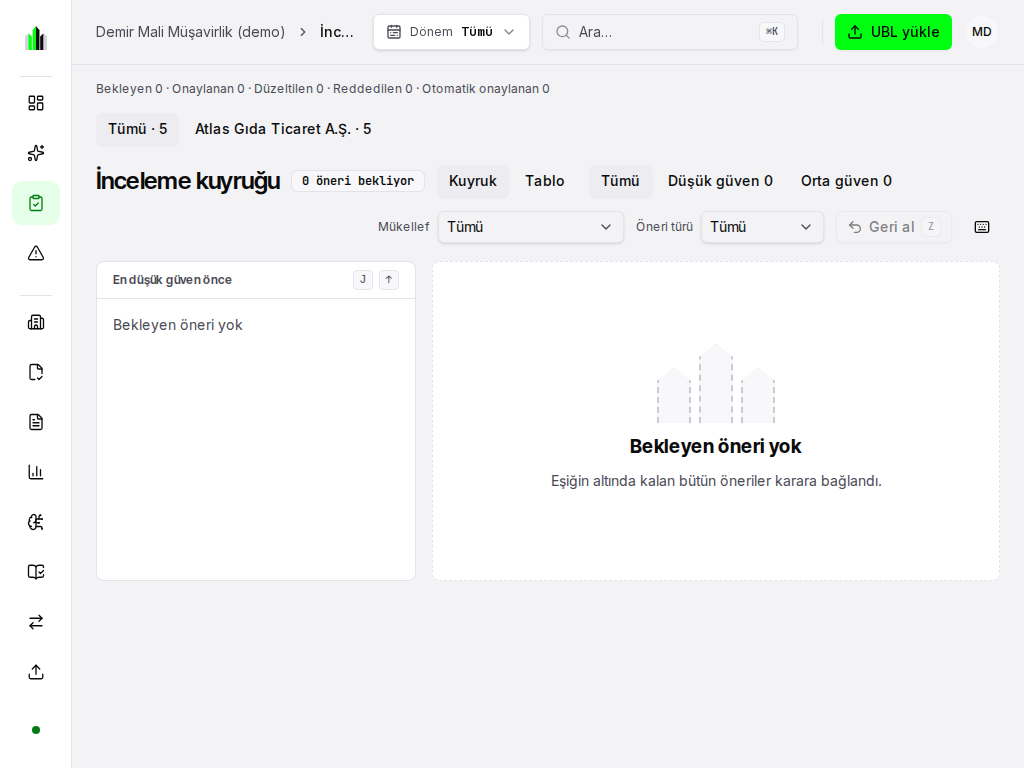 Demir Mali Müşavirlik (demo) > İnc… Dönem Tümü Ara… ⌘K UBL yükle MD
Bekleyen 0 · Onaylanan 0 · Düzeltilen 0 · Reddedilen 0 · Otomatik onaylanan 0
Tümü · 5 Atlas Gıda Ticaret A.Ş. · 5
İnceleme kuyruğu 0 öneri bekliyor Kuyruk Tablo Tümü Düşük güven 0 Orta güven 0
Mükellef Tümü Öneri türü Tümü Geri al Z
En düşük güven önce J ↑
Bekleyen öneri yok
Bekleyen öneri yok
Eşiğin altında kalan bütün öneriler karara bağlandı.